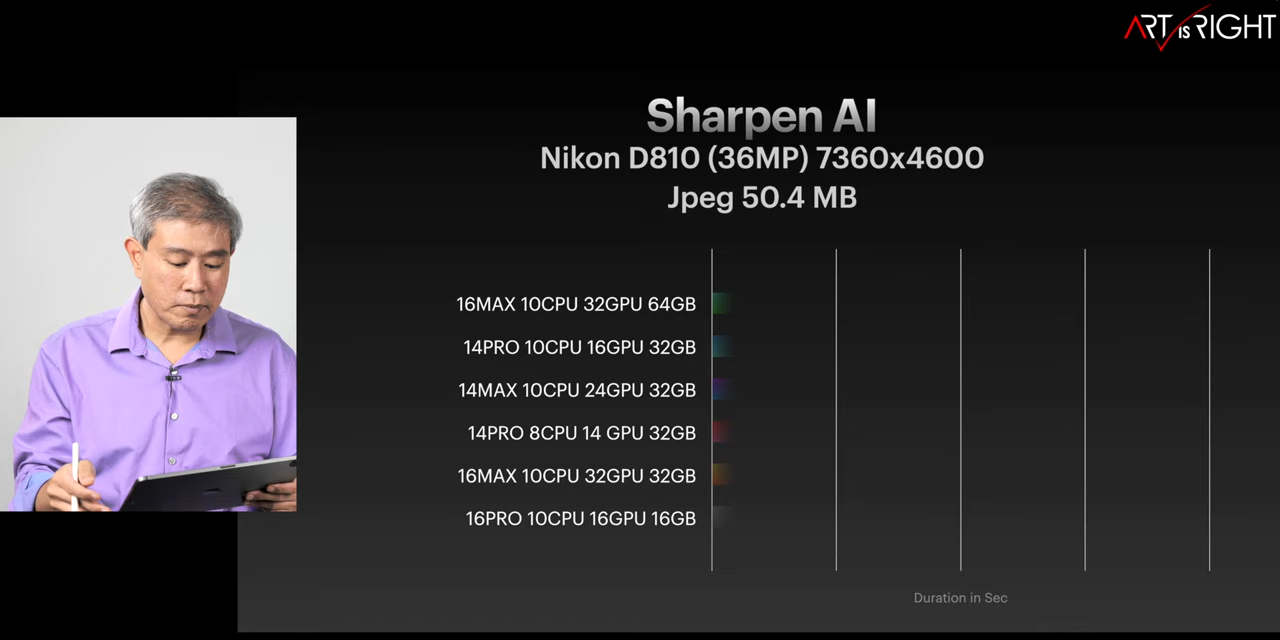 ART IS RIGHT
Sharpen AI
Nikon D810 (36MP) 7360x4600
Jpeg 50.4 MB
16MAX 10CPU 32GPU 64GB
14PRO 10CPU 16GPU 32GB
14MAX 10CPU 24GPU 32GB
14PRO 8CPU 14 GPU 32GB
16MAX 10CPU 32GPU 32GB
16PRO 10CPU 16GPU 16GB
Duration in Sec